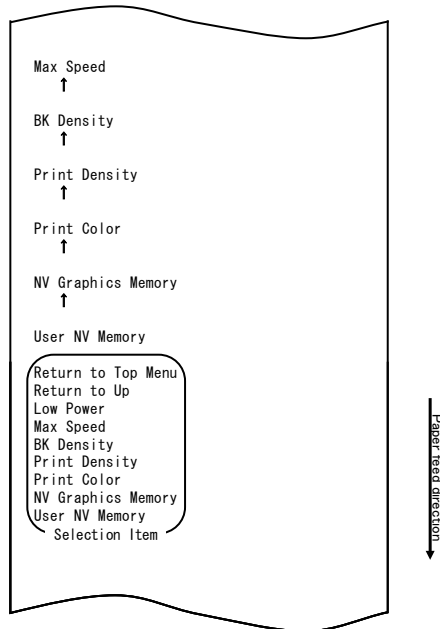 Max Speed
↑
BK Density
↑
Print Density
↑
Print Color
↑
NV Graphics Memory
↑
User NV Memory
Return to Top Menu
Return to Up
Low Power
Max Speed
BK Density
Print Density
Print Color
NV Graphics Memory
User NV Memory
Selection Item
Paper feed direction